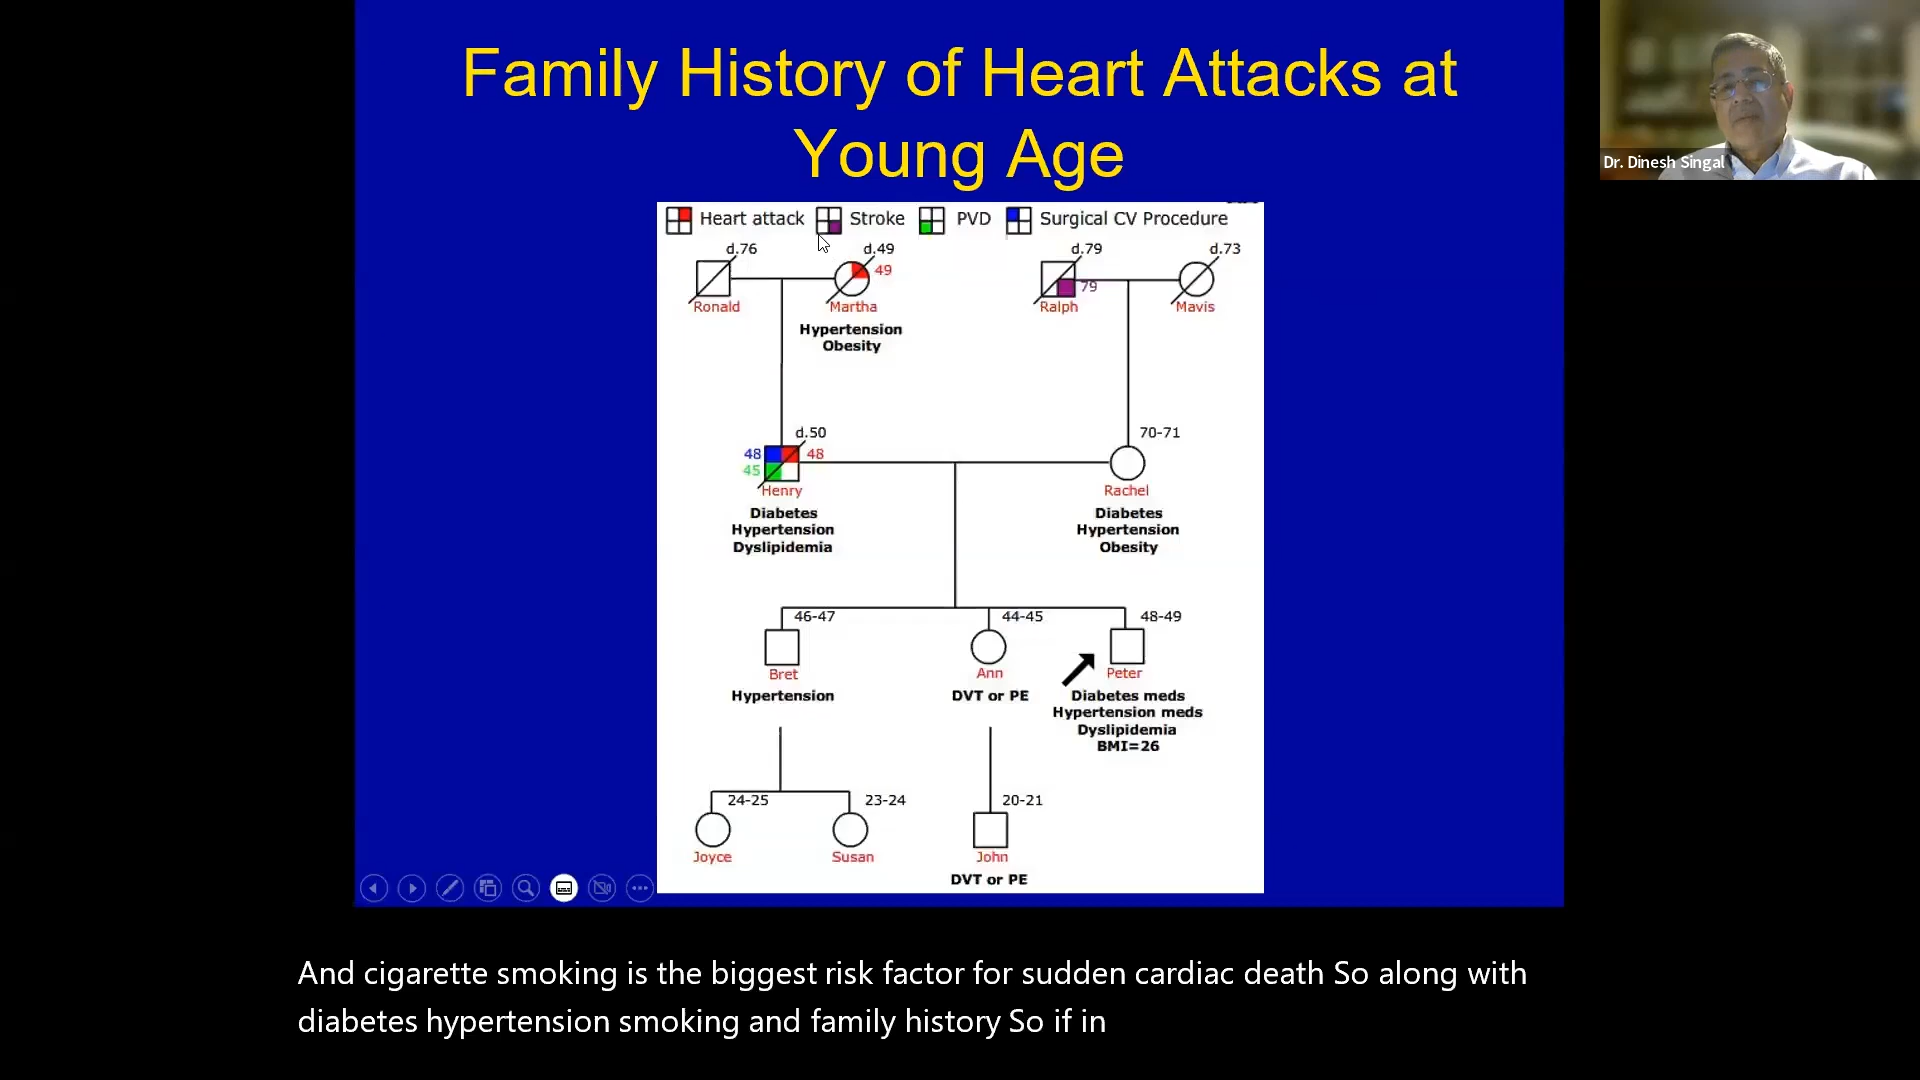 Family History of Heart Attacks at
Young Age
Dr. Dinesh Singal
Heart attack Stroke PVD Surgical CV Procedure
d.76 d.49 d.79 d.73
49 79
Ronald Martha Ralph Mavis
Hypertension
Obesity
d.50 70-71
48 48
45
Henry Rachel
Diabetes Diabetes
Hypertension Hypertension
Dyslipidemia Obesity
46-47 44-45 48-49
Bret Ann Peter
Hypertension DVT or PE Diabetes meds
Hypertension meds
Dyslipidemia
BMI=26
24-25 23-24 20-21
Joyce Susan John
DVT or PE
And cigarette smoking is the biggest risk factor for sudden cardiac death So along with
diabetes hypertension smoking and family history So if in